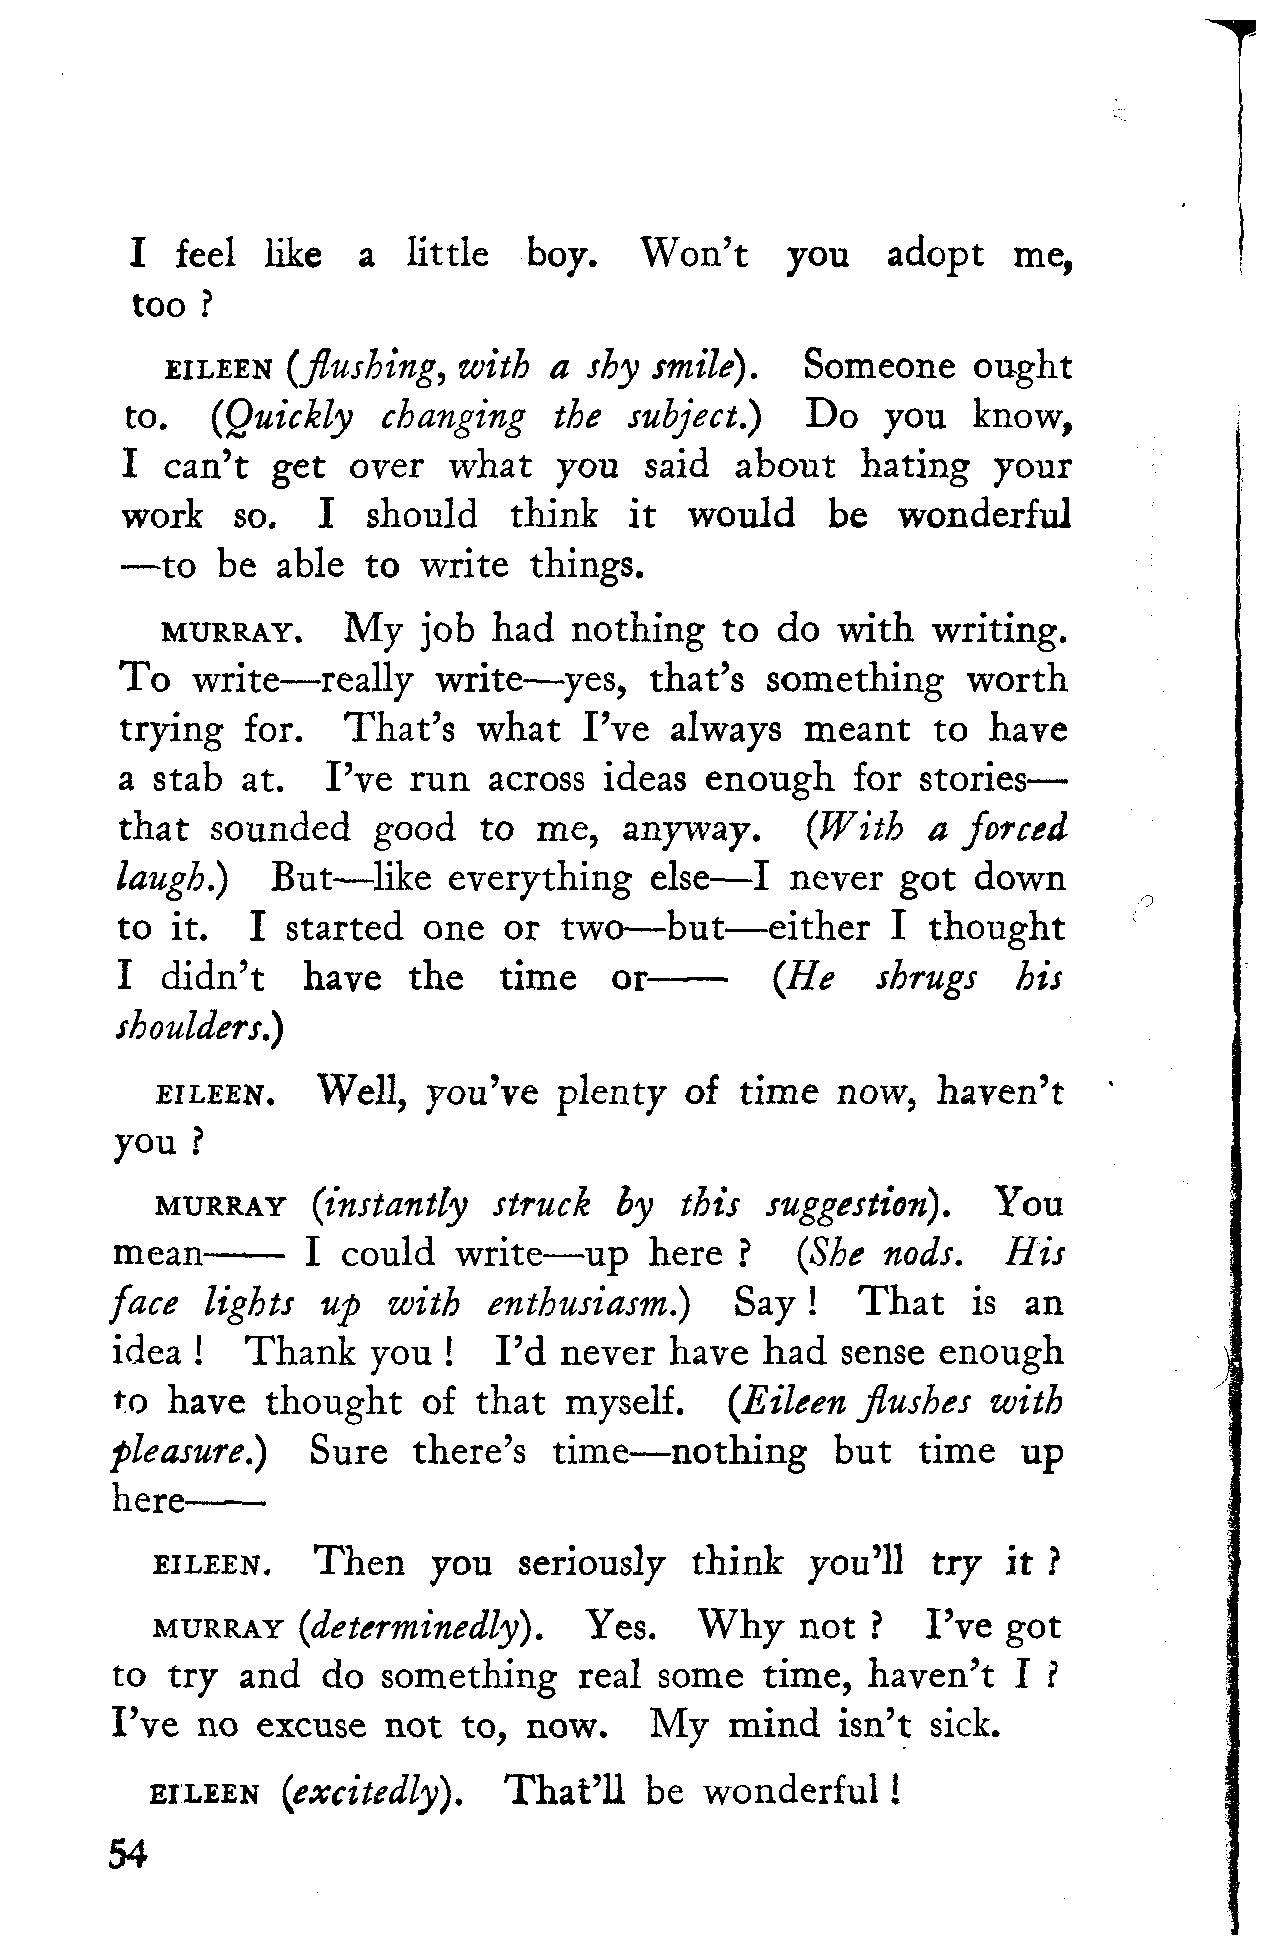 I feel like a little boy. Won't you adopt me,
too ?
EILEEN (flushing, with a shy smile). Someone ought
to. (Quickly changing the subject.) Do you know,
I can't get over what you said about hating your
work so. I should think it would be wonderful
—to be able to write things.
MURRAY. My job had nothing to do with writing.
To write—really write—yes, that's something worth
trying for. That's what I've always meant to have
a stab at. I've run across ideas enough for stories—
that sounded good to me, anyway. (With a forced
laugh.) But—like everything else—I never got down
to it. I started one or two—but—either I thought
I didn't have the time or—— (He shrugs his
shoulders.)
EILEEN. Well, you've plenty of time now, haven't
you ?
MURRAY (instantly struck by this suggestion). You
mean—— I could write—up here ? (She nods. His
face lights up with enthusiasm.) Say ! That is an
idea ! Thank you ! I'd never have had sense enough
to have thought of that myself. (Eileen flushes with
pleasure.) Sure there's time—nothing but time up
here——
EILEEN. Then you seriously think you'll try it ?
MURRAY (determinedly). Yes. Why not ? I've got
to try and do something real some time, haven't I ?
I've no excuse not to, now. My mind isn't sick.
EILEEN (excitedly). That'll be wonderful !
54